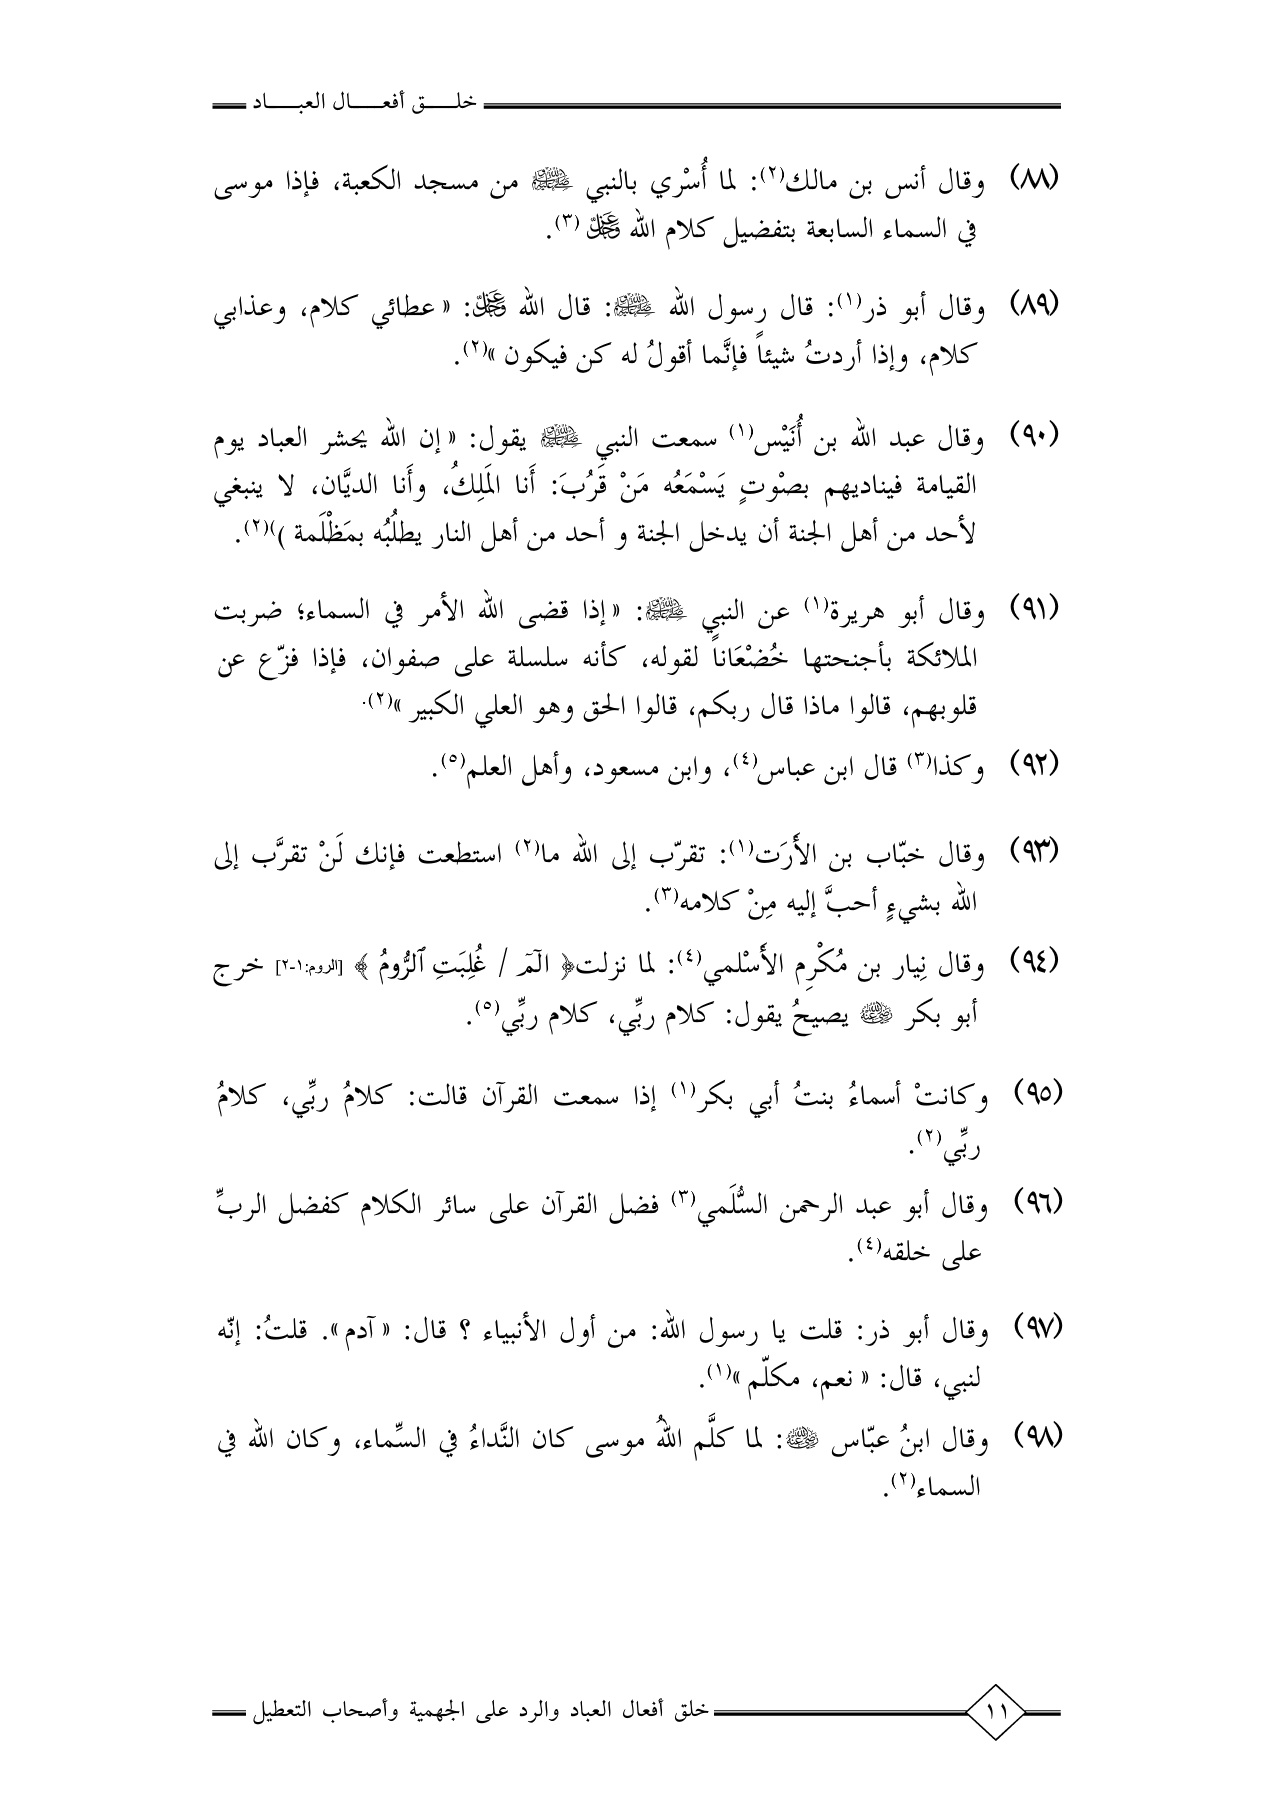 خلـــق أفعـــال العبـــاد
(٨٨) وقال أنس بن مالك(٢): لما أُسْري بالنبي ﷺ من مسجد الكعبة، فإذا موسى
في السماء السابعة بتفضيل كلام الله ﷿ (٣).
(٨٩) وقال أبو ذر(١): قال رسول الله ﷺ: قال الله ﷿: « عطائي كلام، وعذابي
كلام، وإذا أردتُ شيئاً فإنَّما أقولُ له كن فيكون »(٢).
(٩٠) وقال عبد الله بن أُنَيْس(١) سمعت النبي ﷺ يقول: « إن الله يحشر العباد يوم
القيامة فيناديهم بصْوتٍ يَسْمَعُه مَنْ قَرُبَ: أَنا المَلِكُ، وأَنا الديَّان، لا ينبغي
لأحد من أهل الجنة أن يدخل الجنة و أحد من أهل النار يطلُبُه بمَظْلَمة ))(٢).
(٩١) وقال أبو هريرة(١) عن النبي ﷺ: « إذا قضى الله الأمر في السماء؛ ضربت
الملائكة بأجنحتها خُضْعَاناً لقوله، كأنه سلسلة على صفوان، فإذا فزّع عن
قلوبهم، قالوا ماذا قال ربكم، قالوا الحق وهو العلي الكبير »(٢).
(٩٢) وكذا(٣) قال ابن عباس(٤)، وابن مسعود، وأهل العلم(٥).
(٩٣) وقال خبّاب بن الأَرَت(١): تقرّب إلى الله ما(٢) استطعت فإنك لَنْ تقرَّب إلى
الله بشيءٍ أحبَّ إليه مِنْ كلامه(٣).
(٩٤) وقال نِيار بن مُكْرِم الأَسْلمي(٤): لما نزلت﴿ الٓمٓ / غُلِبَتِ ٱلرُّومُ ﴾ [الروم:١-٢] خرج
أبو بكر ﵁ يصيحُ يقول: كلام ربِّي، كلام ربِّي(٥).
(٩٥) وكانتْ أسماءُ بنتُ أبي بكر(١) إذا سمعت القرآن قالت: كلامُ ربِّي، كلامُ
ربِّي(٢).
(٩٦) وقال أبو عبد الرحمن السُّلَمي(٣) فضل القرآن على سائر الكلام كفضل الربِّ
على خلقه(٤).
(٩٧) وقال أبو ذر: قلت يا رسول الله: من أول الأنبياء ؟ قال: « آدم ». قلتُ: إنّه
لنبي، قال: « نعم، مكلّم »(١).
(٩٨) وقال ابنُ عبّاس ﵁: لما كلَّم اللهُ موسى كان النَّداءُ في السِّماء، وكان الله في
السماء(٢).
١١ خلق أفعال العباد والرد على الجهمية وأصحاب التعطيل